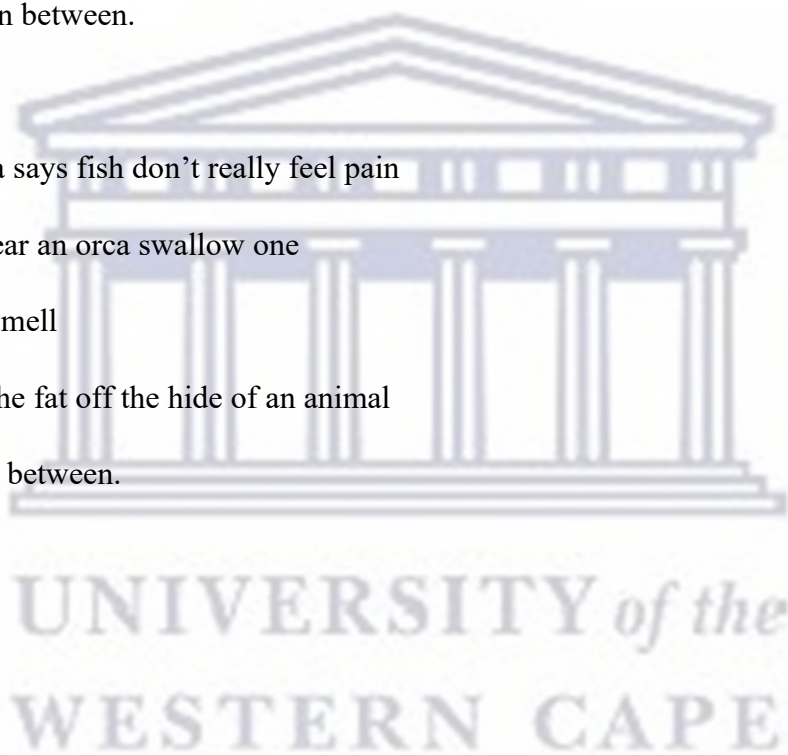 n between.
says fish don't really feel pain
ear an orca swallow one
mell
he fat off the hide of an animal
between.
UNIVERSITY of the
WESTERN CAPE